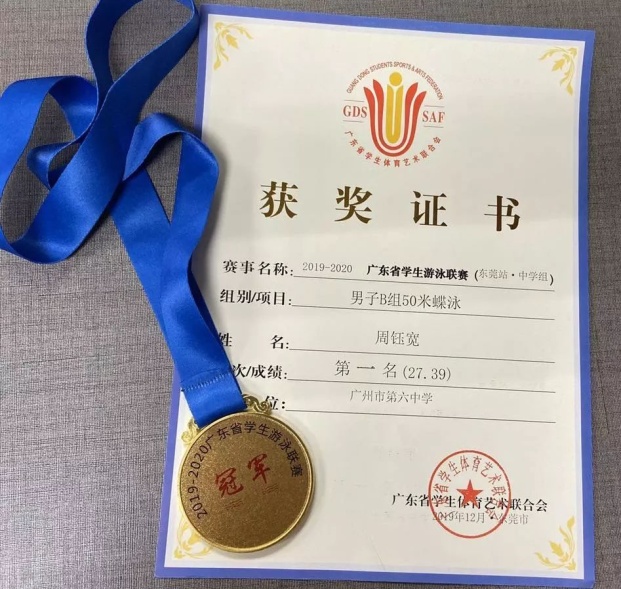 GUANG DONG STUDENTS SPORTS & ARTS FEDERATION
GDS SAF
广东省学生体育艺术联合会
获奖证书
赛事名称: 2019-2020 广东省学生游泳联赛 (东莞站·中学组)
组别/项目: 男子B组50米蝶泳
姓 名: 周钰宽
次/成绩: 第一名(27.39)
位: 广州市第六中学
广东省学生体育艺术联合会
2019年12月·东莞市
省学生体育艺术联合会
2019-2020广东省学生游泳联赛
冠军